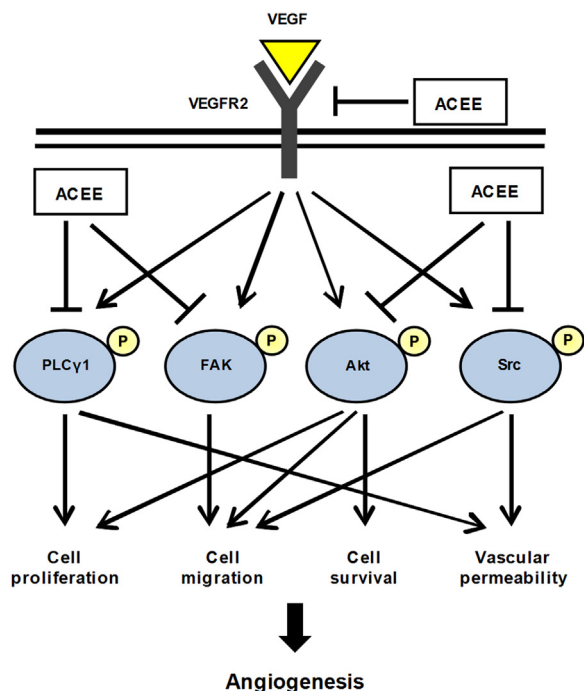 VEGF
VEGFR2
ACEE
ACEE
ACEE
P
P
P
P
PLCγ1
FAK
Akt
Src
Cell
proliferation
Cell
migration
Cell
survival
Vascular
permeability
Angiogenesis